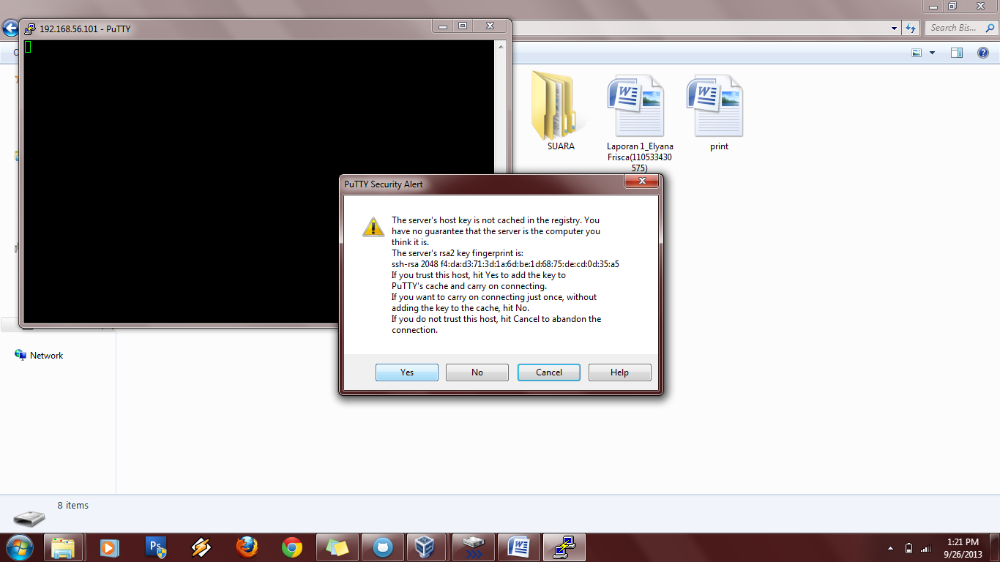 192.168.56.101 - PuTTY
Search Bis...
SUARA
Laporan 1_Elyana
Frisca(110533430
575)
print
PuTTY Security Alert
The server's host key is not cached in the registry. You
have no guarantee that the server is the computer you
think it is.
The server's rsa2 key fingerprint is:
ssh-rsa 2048 f4:da:d3:71:3d:1a:6d:be:1d:68:75:de:cd:0d:35:a5
If you trust this host, hit Yes to add the key to
PuTTY's cache and carry on connecting.
If you want to carry on connecting just once, without
adding the key to the cache, hit No.
If you do not trust this host, hit Cancel to abandon the
connection.
Yes
No
Cancel
Help
Network
8 items
Ps
1:21 PM
9/26/2013